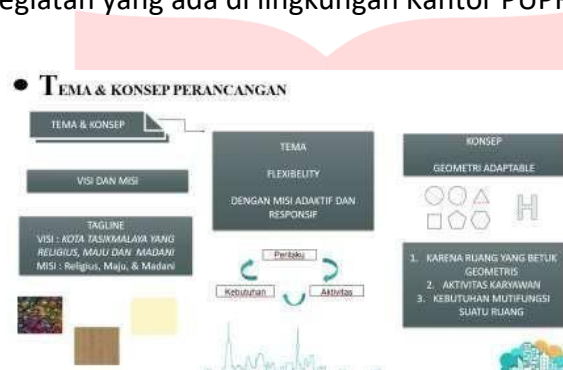 egiatan yang ada di lingkungan Kantor PUPR
• TEMA & KONSEP PERANCANGAN
TEMA & KONSEP
VISI DAN MISI
TAGLINE
VISI : KOTA TASIKMALAYA YANG
RELIGIUS, MAJU DAN MADANI
MISI : Religius, Maju, & Madani
TEMA
FLEXIBELITY
DENGAN MISI ADAKTIF DAN
RESPONSIF
Perilaku
Kebutuhan
Aktivitas
KONSEP
GEOMETRI ADAPTABLE
1. KARENA RUANG YANG BETUK
GEOMETRIS
2. AKTIVITAS KARYAWAN
3. KEBUTUHAN MUTIFUNGSI
SUATU RUANG